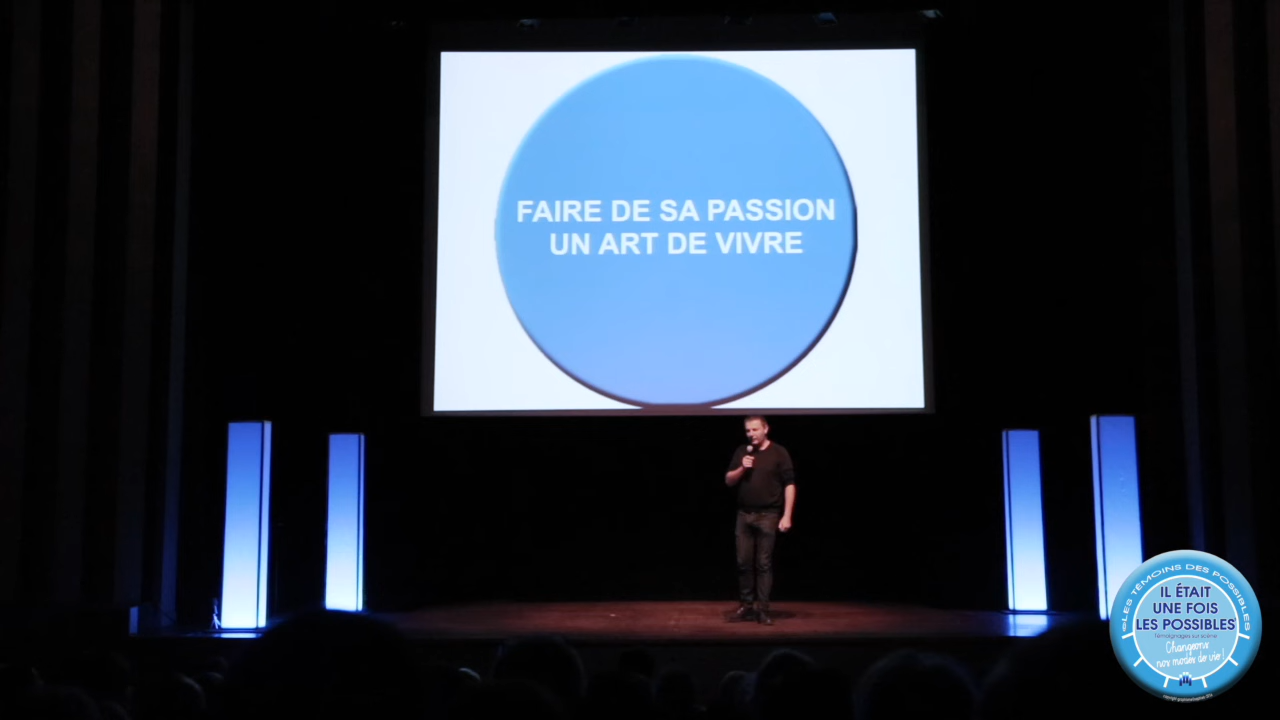 FAIRE DE SA PASSION
UN ART DE VIVRE
LES TÉMOINS DES POSSIBLES
IL ÉTAIT
UNE FOIS
LES POSSIBLES
Témoignages sur scène
Changeons
nos modes de vie !